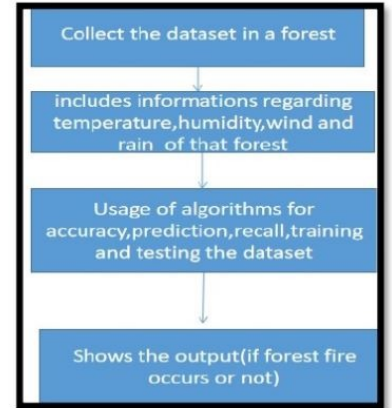 Collect the dataset in a forest
includes informations regarding
temperature,humidity,wind and
rain of that forest
Usage of algorithms for
accuracy,prediction,recall,training
and testing the dataset
Shows the output(if forest fire
occurs or not)